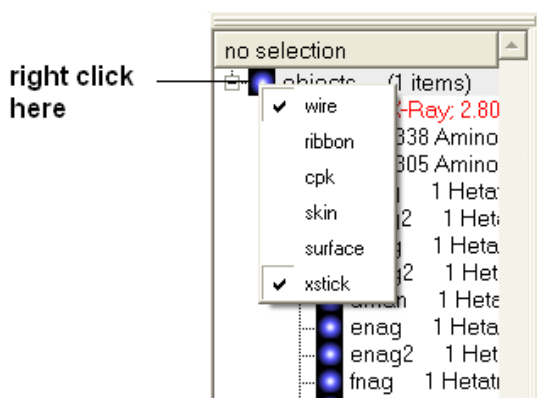 no selection
right click
here
objects (1 items)
wire
X-Ray; 2.80
ribbon
338 Amino
cpk
305 Amino
skin
1 Heta
surface
1 Heta
xstick
1 Heta
1 Het
1 Heta
enag 1 Heta
enag2 1 Het
fnag 1 Hetat